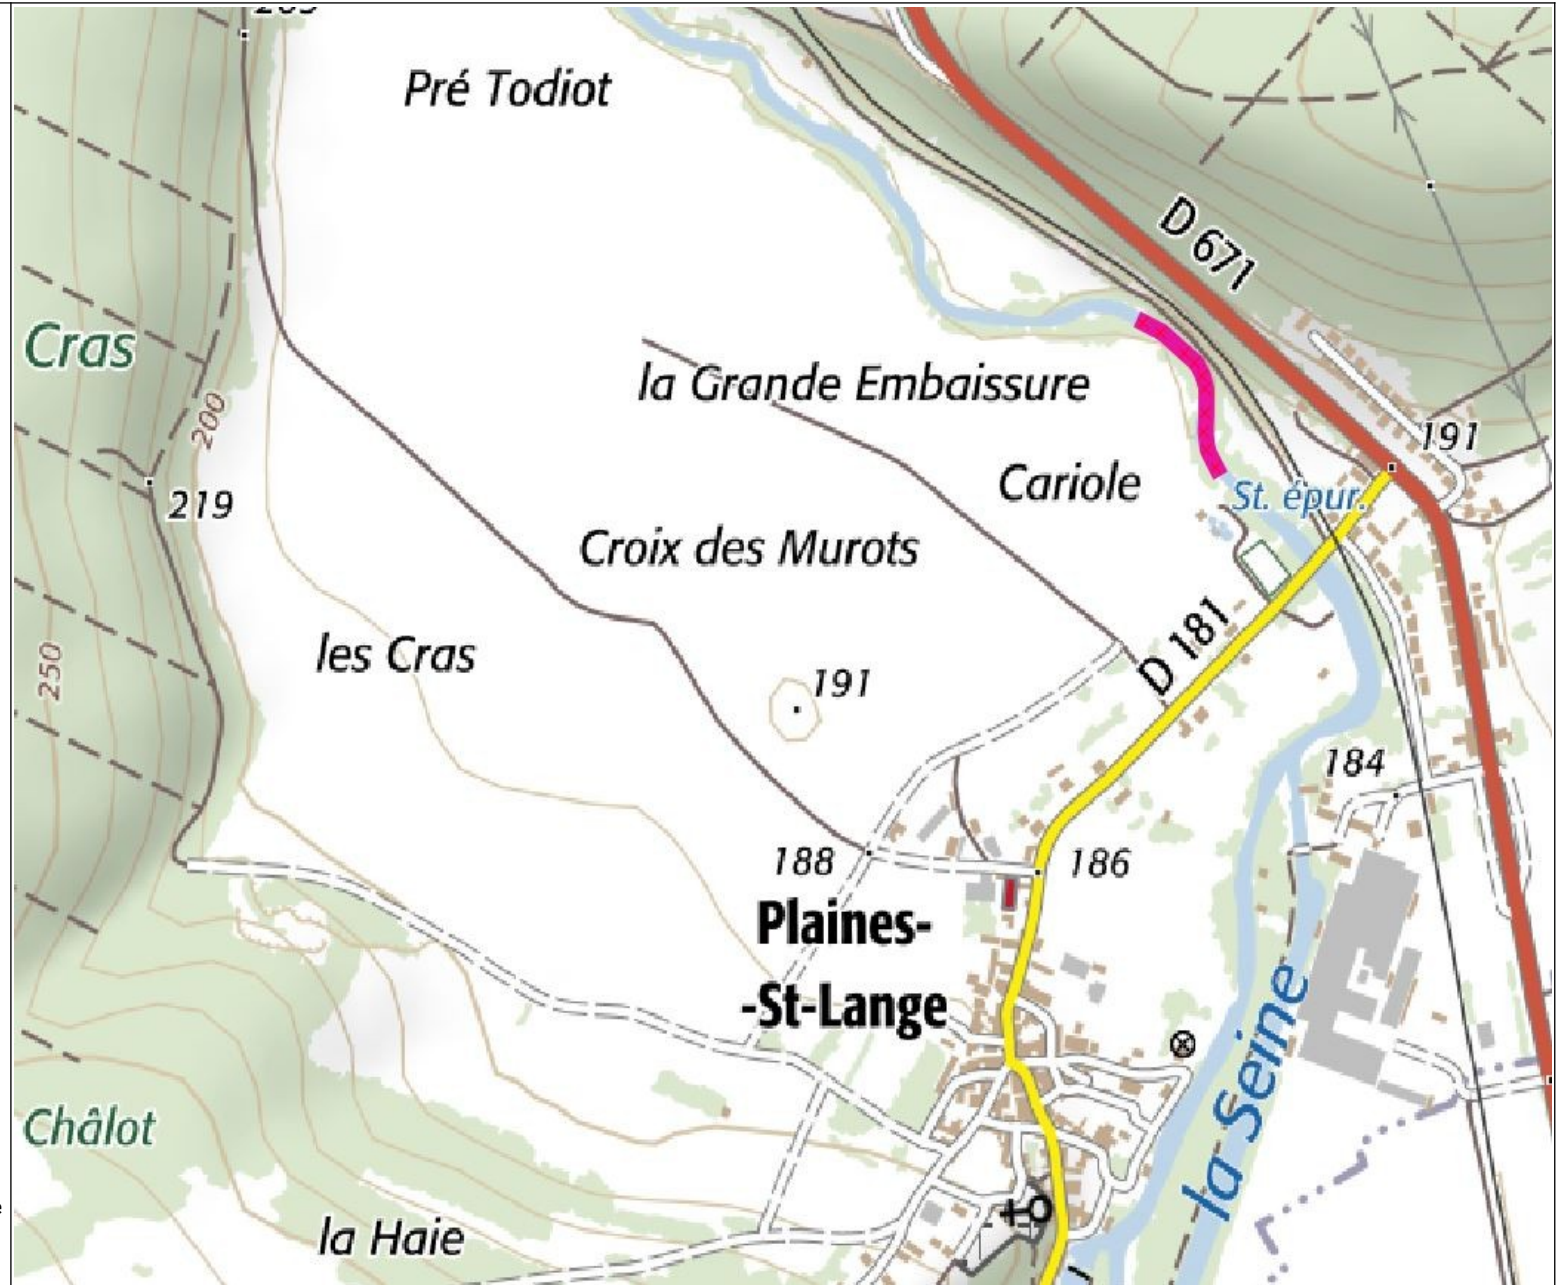 Pré Todiot
D 671
Cras
200
la Grande Embaissure
191
219
Cariole
St. épur.
Croix des Murots
les Cras
250
191
D 181
184
188
186
Plaines-
-St-Lange
la Seine
Châlot
la Haie